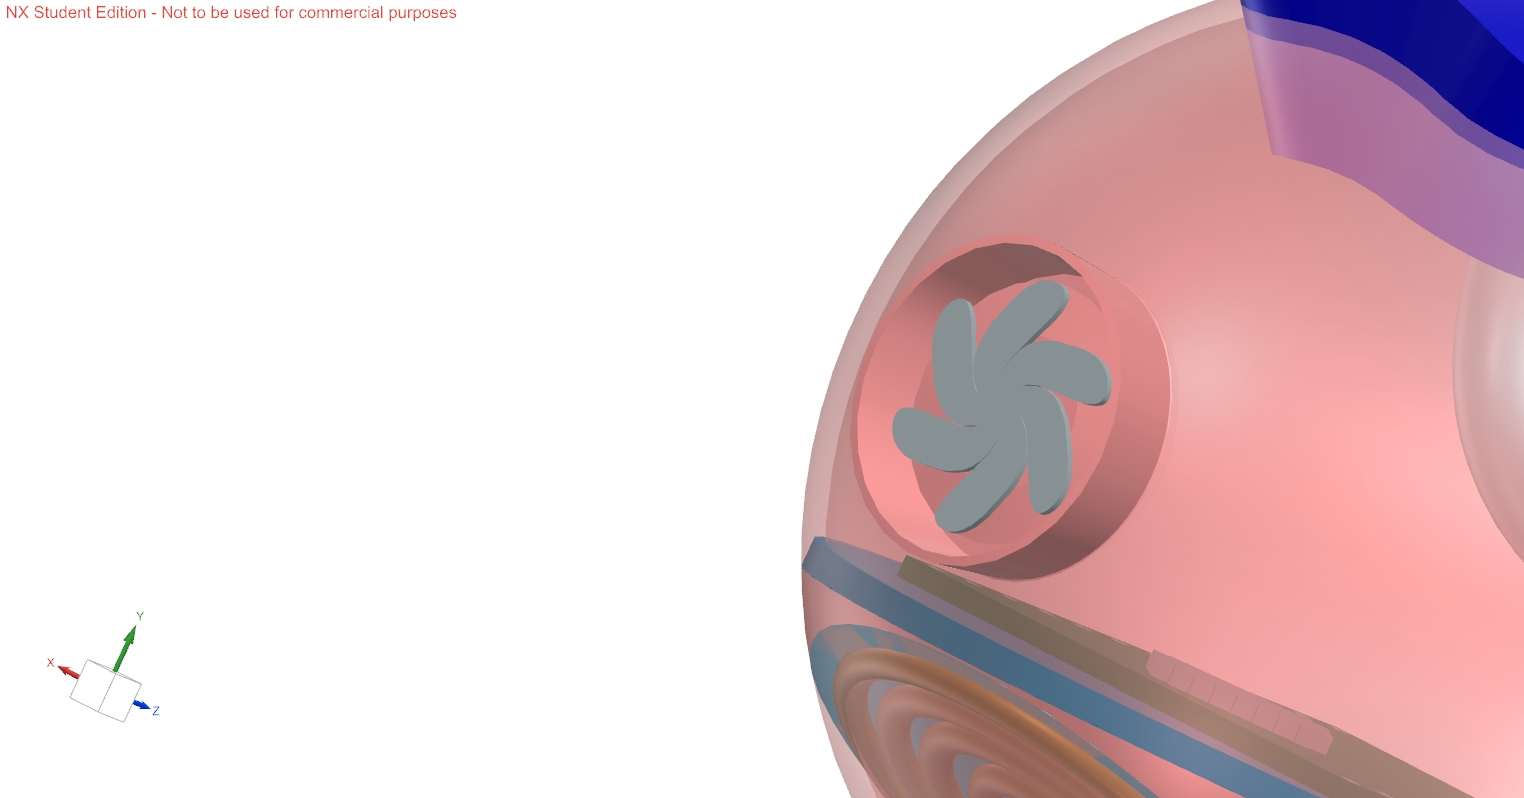 NX Student Edition - Not to be used for commercial purposes
Y
X
Z